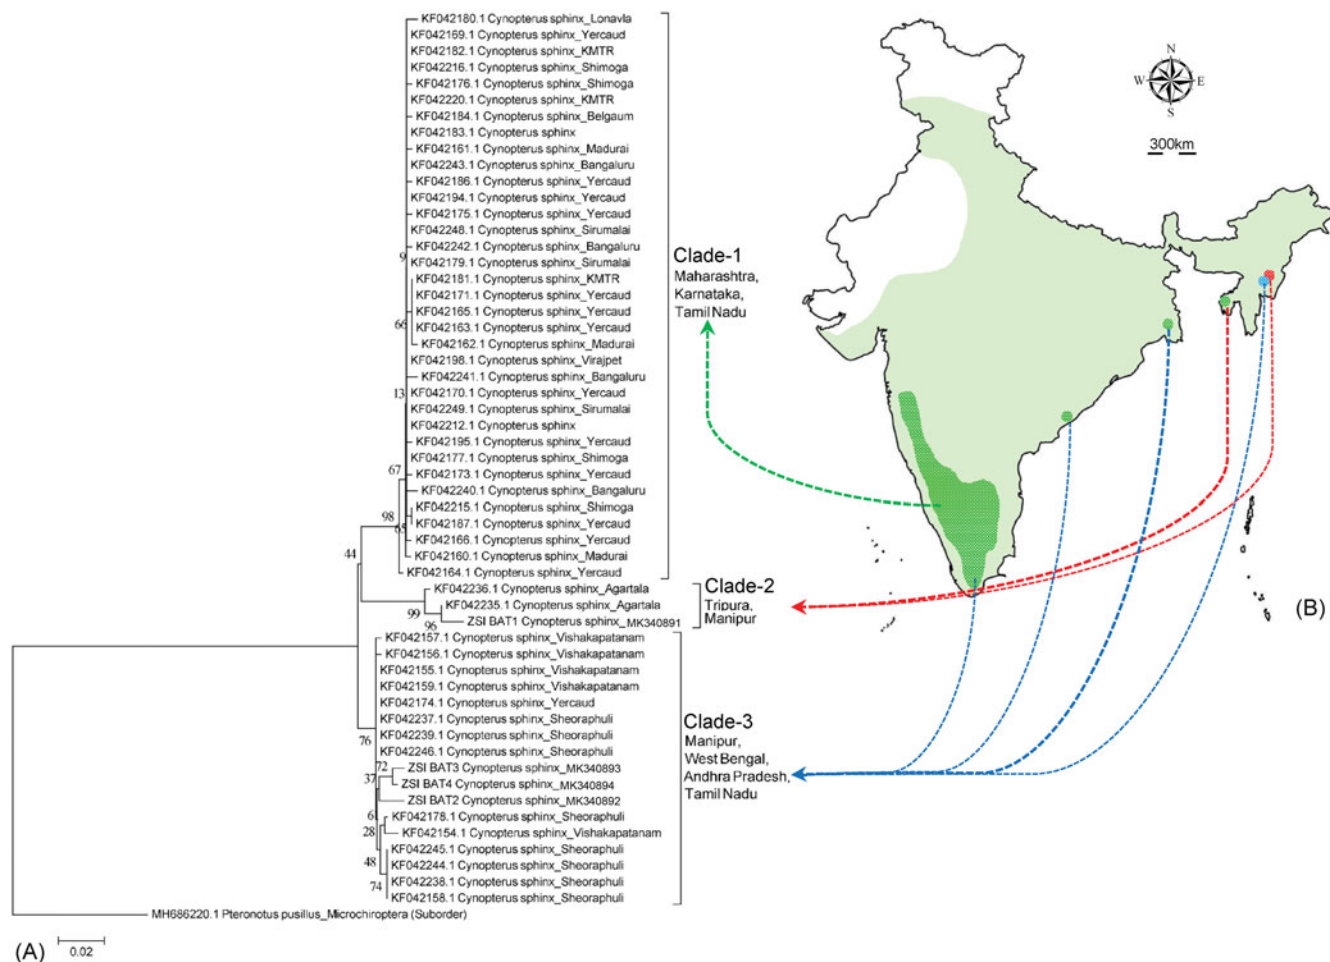 KF042180.1 Cynopterus sphinx_Lonavla
KF042169.1 Cynopterus sphinx_Yercaud
KF042182.1 Cynopterus sphinx_KMTR
KF042216.1 Cynopterus sphinx_Shimoga
KF042176.1 Cynopterus sphinx_Shimoga
KF042220.1 Cynopterus sphinx_KMTR
KF042184.1 Cynopterus sphinx_Belgaum
KF042183.1 Cynopterus sphinx
KF042161.1 Cynopterus sphinx_Madurai
KF042243.1 Cynopterus sphinx_Bangaluru
KF042186.1 Cynopterus sphinx_Yercaud
KF042194.1 Cynopterus sphinx_Yercaud
KF042175.1 Cynopterus sphinx_Yercaud
KF042248.1 Cynopterus sphinx_Sirumalai
KF042242.1 Cynopterus sphinx_Bangaluru
9
KF042179.1 Cynopterus sphinx_Sirumalai
KF042181.1 Cynopterus sphinx_KMTR
KF042171.1 Cynopterus sphinx_Yercaud
KF042165.1 Cynopterus sphinx_Yercaud
66
KF042163.1 Cynopterus sphinx_Yercaud
KF042162.1 Cynopterus sphinx_Madurai
KF042198.1 Cynopterus sphinx_Virajpet
KF042241.1 Cynopterus sphinx_Bangaluru
13
KF042170.1 Cynopterus sphinx_Yercaud
KF042249.1 Cynopterus sphinx_Sirumalai
KF042212.1 Cynopterus sphinx
KF042195.1 Cynopterus sphinx_Yercaud
KF042177.1 Cynopterus sphinx_Shimoga
67
KF042173.1 Cynopterus sphinx_Yercaud
KF042240.1 Cynopterus sphinx_Bangaluru
KF042215.1 Cynopterus sphinx_Shimoga
98
KF042187.1 Cynopterus sphinx_Yercaud
KF042166.1 Cynopterus sphinx_Yercaud
44
KF042160.1 Cynopterus sphinx_Madurai
KF042164.1 Cynopterus sphinx_Yercaud
KF042236.1 Cynopterus sphinx_Agartala
99
KF042235.1 Cynopterus sphinx_Agartala
96
ZSI BAT1 Cynopterus sphinx_MK340891
KF042157.1 Cynopterus sphinx_Vishakapatanam
KF042156.1 Cynopterus sphinx_Vishakapatanam
KF042155.1 Cynopterus sphinx_Vishakapatanam
KF042159.1 Cynopterus sphinx_Vishakapatanam
KF042174.1 Cynopterus sphinx_Yercaud
KF042237.1 Cynopterus sphinx_Sheoraphuli
KF042239.1 Cynopterus sphinx_Sheoraphuli
76
KF042246.1 Cynopterus sphinx_Sheoraphuli
72
ZSI BAT3 Cynopterus sphinx_MK340893
37
ZSI BAT4 Cynopterus sphinx_MK340894
ZSI BAT2 Cynopterus sphinx_MK340892
6
KF042178.1 Cynopterus sphinx_Sheoraphuli
28
KF042154.1 Cynopterus sphinx_Vishakapatanam
KF042245.1 Cynopterus sphinx_Sheoraphuli
48
KF042244.1 Cynopterus sphinx_Sheoraphuli
74
KF042238.1 Cynopterus sphinx_Sheoraphuli
KF042158.1 Cynopterus sphinx_Sheoraphuli
MH686220.1 Pteronotus pusillus_Microchiroptera (Suborder)
(A)
0.02
Clade-1
Maharashtra,
Karnataka,
Tamil Nadu
Clade-2
Tripura,
Manipur
Clade-3
Manipur,
West Bengal,
Andhra Pradesh,
Tamil Nadu
N
W E
S
300km
(B)